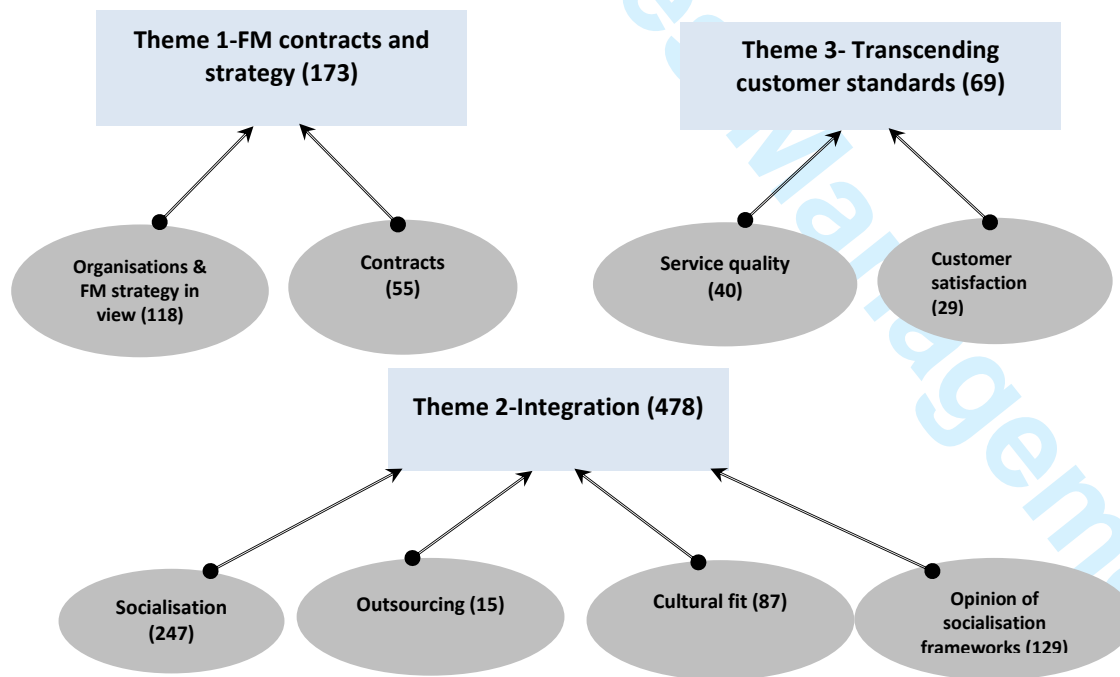 Theme 1-FM contracts and
strategy (173)
Theme 3- Transcending
customer standards (69)
Organisations &
FM strategy in
view (118)
Contracts
(55)
Service quality
(40)
Customer
satisfaction
(29)
Theme 2-Integration (478)
Socialisation
(247)
Outsourcing (15)
Cultural fit (87)
Opinion of
socialisation
frameworks (129)